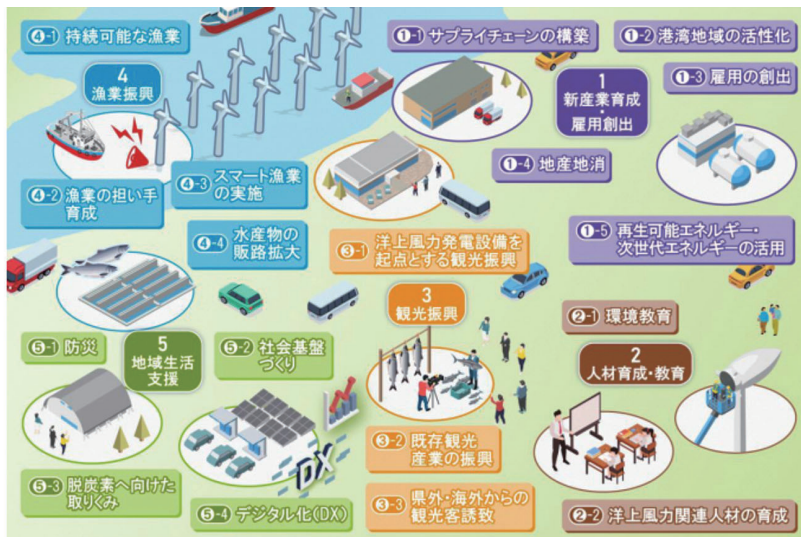 ④-1 持続可能な漁業
①-1 サプライチェーンの構築
①-2 港湾地域の活性化
①-3 雇用の創出
4
漁業振興
1
新産業育成・
雇用創出
①-4 地産地消
④-2 漁業の担い手
育成
④-3 スマート漁業
の実施
④-4 水産物の
販路拡大
③-1 洋上風力発電設備を
起点とする観光振興
①-5 再生可能エネルギー・
次世代エネルギーの活用
3
観光振興
②-1 環境教育
⑤-1 防災
5
地域生活
支援
⑤-2 社会基盤
づくり
2
人材育成・教育
③-2 既存観光
産業の振興
DX
⑤-3 脱炭素へ向けた
取りくみ
⑤-4 デジタル化(DX)
③-3 県外・海外からの
観光客誘致
②-2 洋上風力関連人材の育成